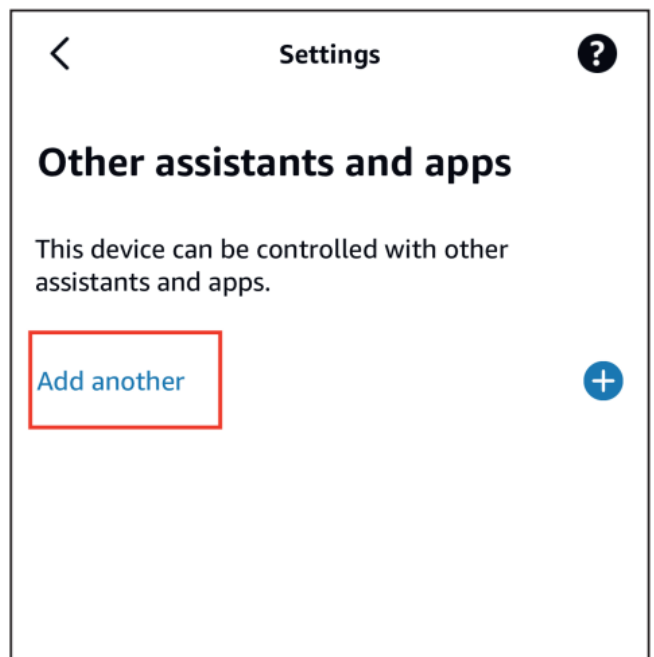 Settings
?
Other assistants and apps
This device can be controlled with other
assistants and apps.
Add another